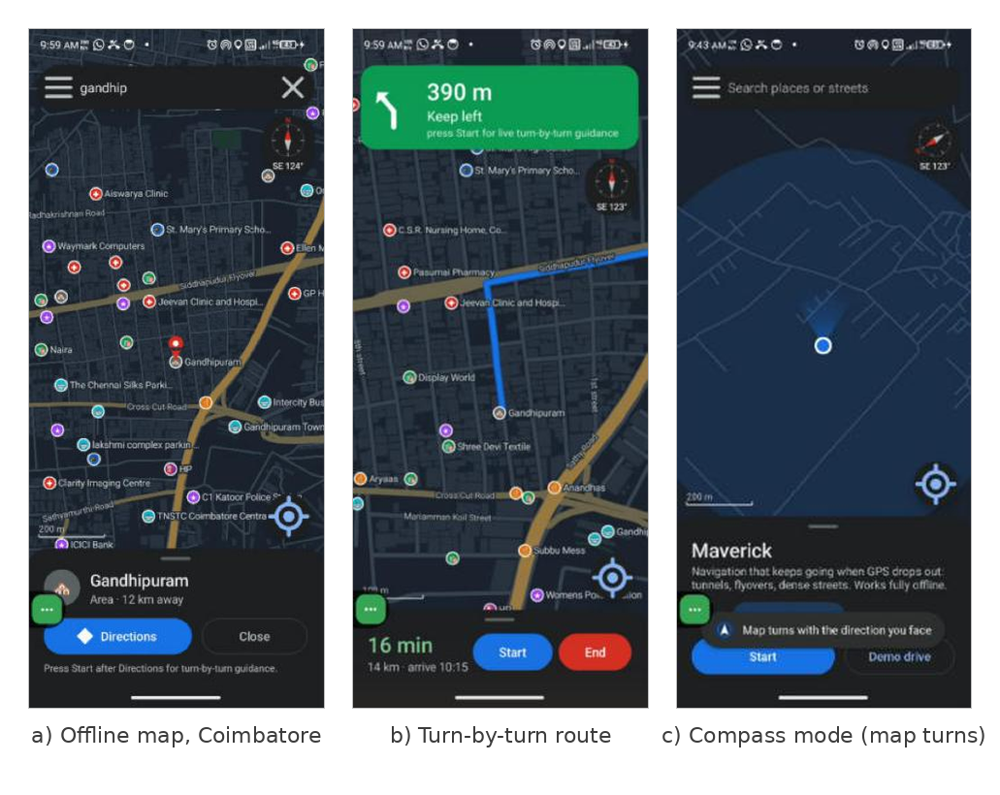 9:59 AM
gandhip
SE 124°
Aiswarya Clinic
Radhakrishnan Road
St. Mary's Primary Scho...
Waymark Computers
Ellen M
Siddhapudur Flyover
GP H
Jeevan Clinic and Hospi...
Naira
Gandhipuram
The Chennai Silks Parki...
Cross Cut Road
Intercity Bus
Gandhipuram Town
lakshmi complex parkin...
HP
Clarity Imaging Centre
C1 Katoor Police S
Sathyamurthi Road
TNSTC Coimbatore Centra
200 m
ICICI Bank
Gandhipuram
Area · 12 km away
Directions
Close
Press Start after Directions for turn-by-turn guidance.
a) Offline map, Coimbatore
9:59 AM
390 m
Keep left
press Start for live turn-by-turn guidance
St. Mary's Primary Scho...
SE 123°
C.S.R. Nursing Home, Co...
Siddhapudur Flyover
Pasumai Pharmacy
Jeevan Clinic and Hospi...
5th street
Display World
1st street
Gandhipuram
Shree Devi Textile
Sathy Road
Aryaas
Anandhas
Cross Cut Road
Mariamman Koil Street
Gandhi
Subbu Mess
100 m
Womens Po
16 min
14 km · arrive 10:15
Start
End
b) Turn-by-turn route
9:43 AM
Search places or streets
SE 123°
200 m
Maverick
Navigation that keeps going when GPS drops out:
tunnels, flyovers, dense streets. Works fully offline.
Map turns with the direction you face
Start
Demo drive
c) Compass mode (map turns)